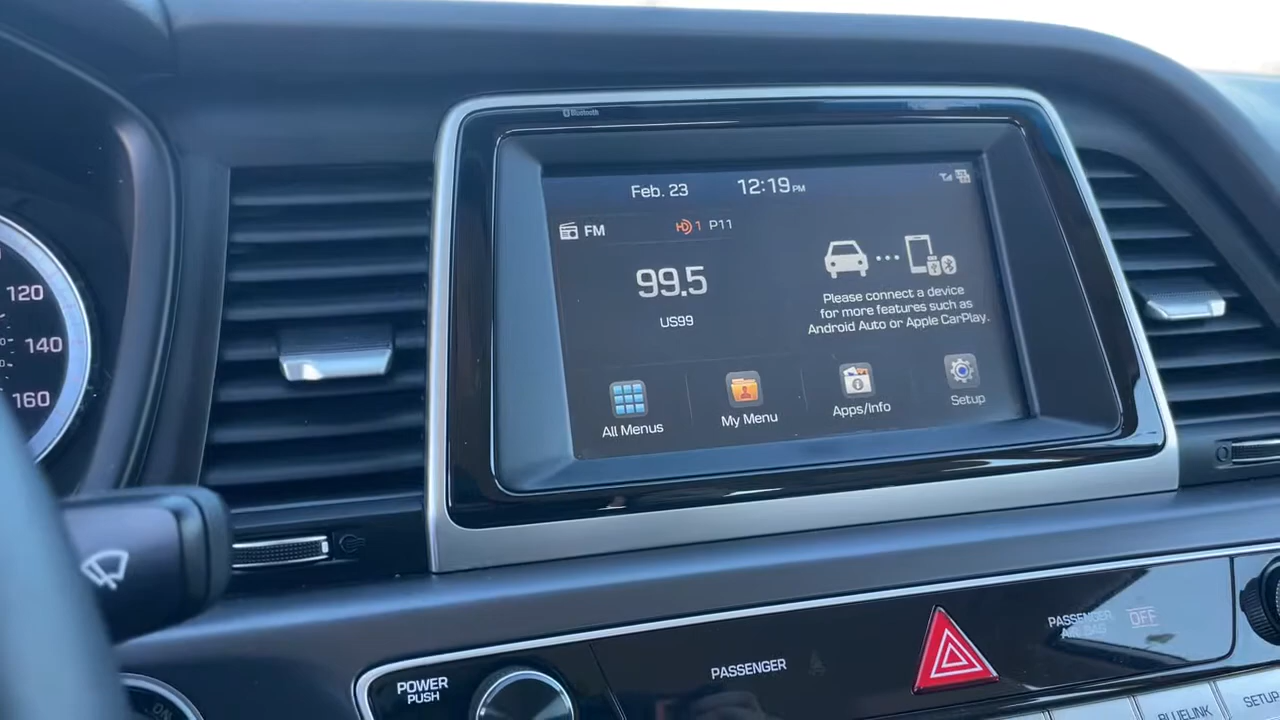 Bluetooth
Feb. 23 12:19 PM
FM HD 1 P11
99.5
US99
Please connect a device
for more features such as
Android Auto or Apple CarPlay.
All Menus My Menu Apps/Info Setup
120
140
160
POWER
PUSH
PASSENGER
PASSENGER
AIR BAG OFF
BLUELINK SETUP